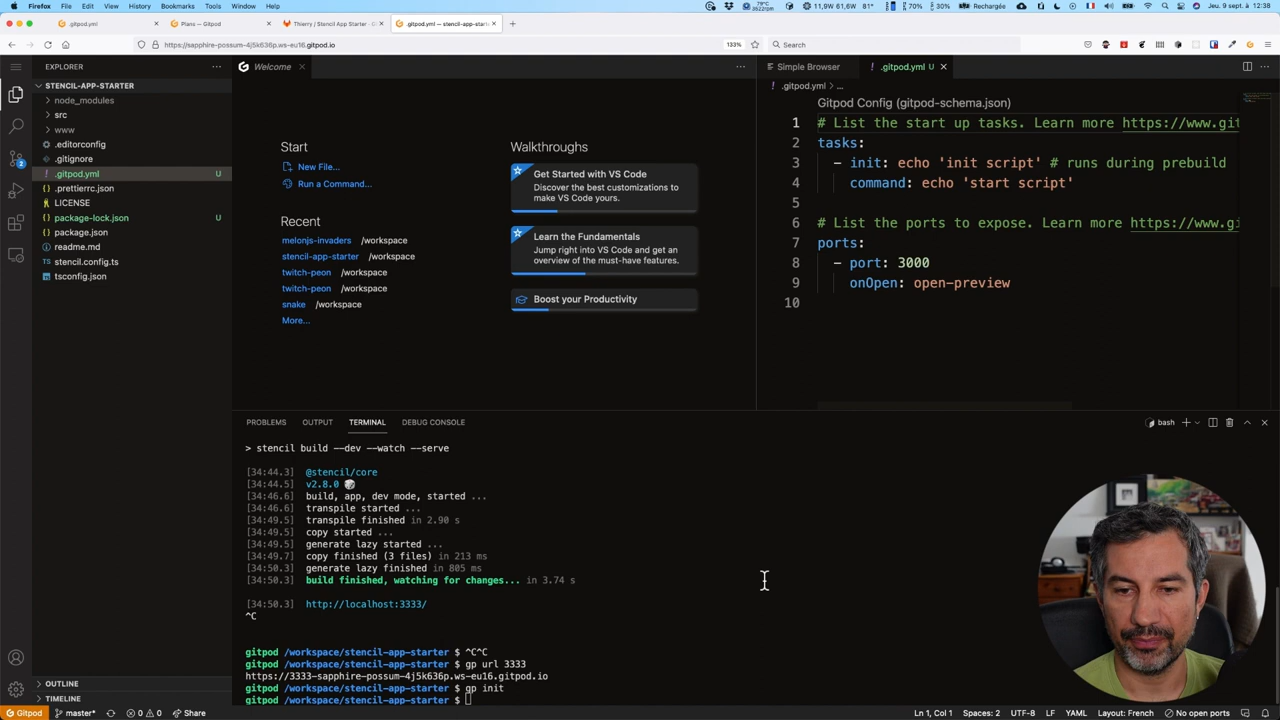 Firefox File Edit View History Bookmarks Tools Window Help
79°C 3522rpm 11,9W 61,6W 81° 70% 30% Rechargée Jeu. 9 sept. à 12:38
.gitpod.yml Plans — Gitpod Thierry / Stencil App Starter · G .gitpod.yml — stencil-app-starte
https://sapphire-possum-4j5k636p.ws-eu16.gitpod.io 133% Search
EXPLORER
STENCIL-APP-STARTER
node_modules
src
www
.editorconfig
.gitignore
.gitpod.yml U
.prettierrc.json
LICENSE
package-lock.json U
package.json
readme.md
stencil.config.ts
tsconfig.json
OUTLINE
TIMELINE
2
Welcome
Start
New File...
Run a Command...
Recent
melonjs-invaders /workspace
stencil-app-starter /workspace
twitch-peon /workspace
twitch-peon /workspace
snake /workspace
More...
Walkthroughs
Get Started with VS Code
Discover the best customizations to make VS Code yours.
Learn the Fundamentals
Jump right into VS Code and get an overview of the must-have features.
Boost your Productivity
Simple Browser .gitpod.yml U
.gitpod.yml › ...
Gitpod Config (gitpod-schema.json)
1 # List the start up tasks. Learn more https://www.git
2 tasks:
3 - init: echo 'init script' # runs during prebuild
4 command: echo 'start script'
5
6 # List the ports to expose. Learn more https://www.gi
7 ports:
8 - port: 3000
9 onOpen: open-preview
10
PROBLEMS OUTPUT TERMINAL DEBUG CONSOLE bash
> stencil build --dev --watch --serve
[34:44.3] @stencil/core
[34:44.5] v2.8.0
[34:46.6] build, app, dev mode, started ...
[34:46.6] transpile started ...
[34:49.5] transpile finished in 2.90 s
[34:49.5] copy started ...
[34:49.5] generate lazy started ...
[34:49.7] copy finished (3 files) in 213 ms
[34:50.3] generate lazy finished in 805 ms
[34:50.3] build finished, watching for changes... in 3.74 s
[34:50.3] http://localhost:3333/
^C
gitpod /workspace/stencil-app-starter $ ^C^C
gitpod /workspace/stencil-app-starter $ gp url 3333
https://3333-sapphire-possum-4j5k636p.ws-eu16.gitpod.io
gitpod /workspace/stencil-app-starter $ gp init
gitpod /workspace/stencil-app-starter $
Gitpod master* 0 0 Share Ln 1, Col 1 Spaces: 2 UTF-8 LF YAML Layout: French No open ports